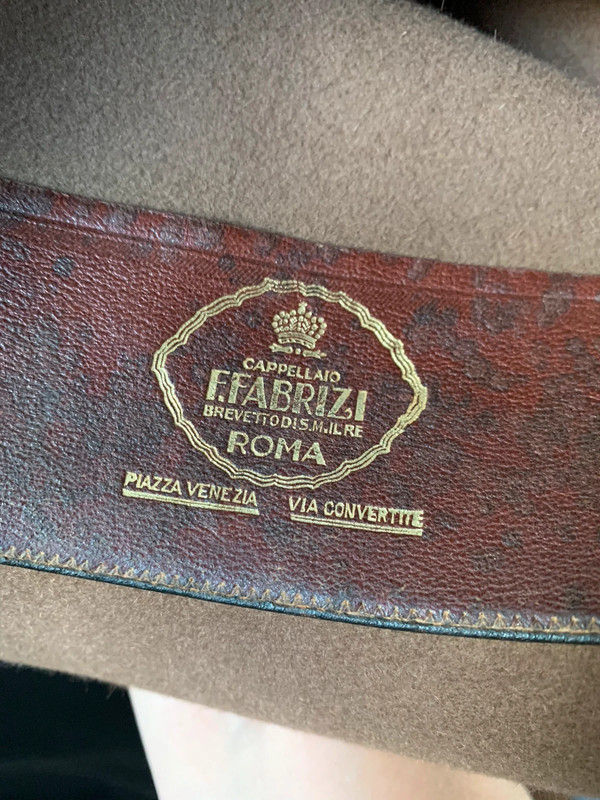 CAPPELLAIO
F. FABRIZI
BREVETTO DI S.M. IL RE
ROMA
PIAZZA VENEZIA
VIA CONVERTITE